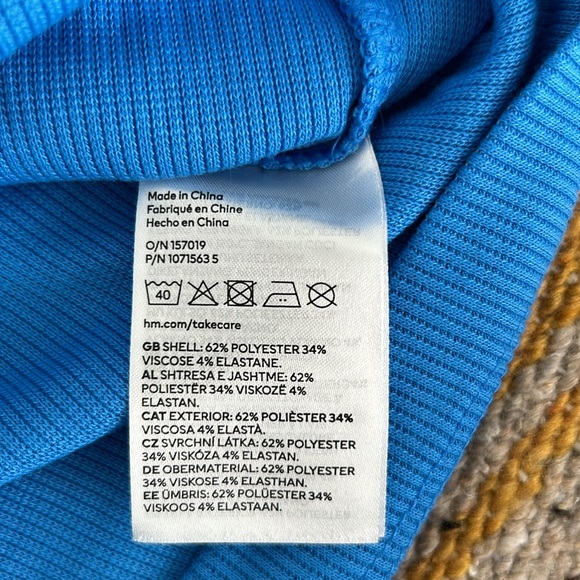 Made in China
Fabriqué en Chine
Hecho en China
O/N 157019
P/N 1071563 5
40
hm.com/takecare
GB SHELL: 62% POLYESTER 34%
VISCOSE 4% ELASTANE.
AL SHTRESA E JASHTME: 62%
POLIESTËR 34% VISKOZË 4%
ELASTAN.
CAT EXTERIOR: 62% POLIÈSTER 34%
VISCOSA 4% ELASTÀ.
CZ SVRCHNÍ LÁTKA: 62% POLYESTER
34% VISKÓZA 4% ELASTAN.
DE OBERMATERIAL: 62% POLYESTER
34% VISKOSE 4% ELASTHAN.
EE ÜMBRIS: 62% POLÜESTER 34%
VISKOOS 4% ELASTAAN.